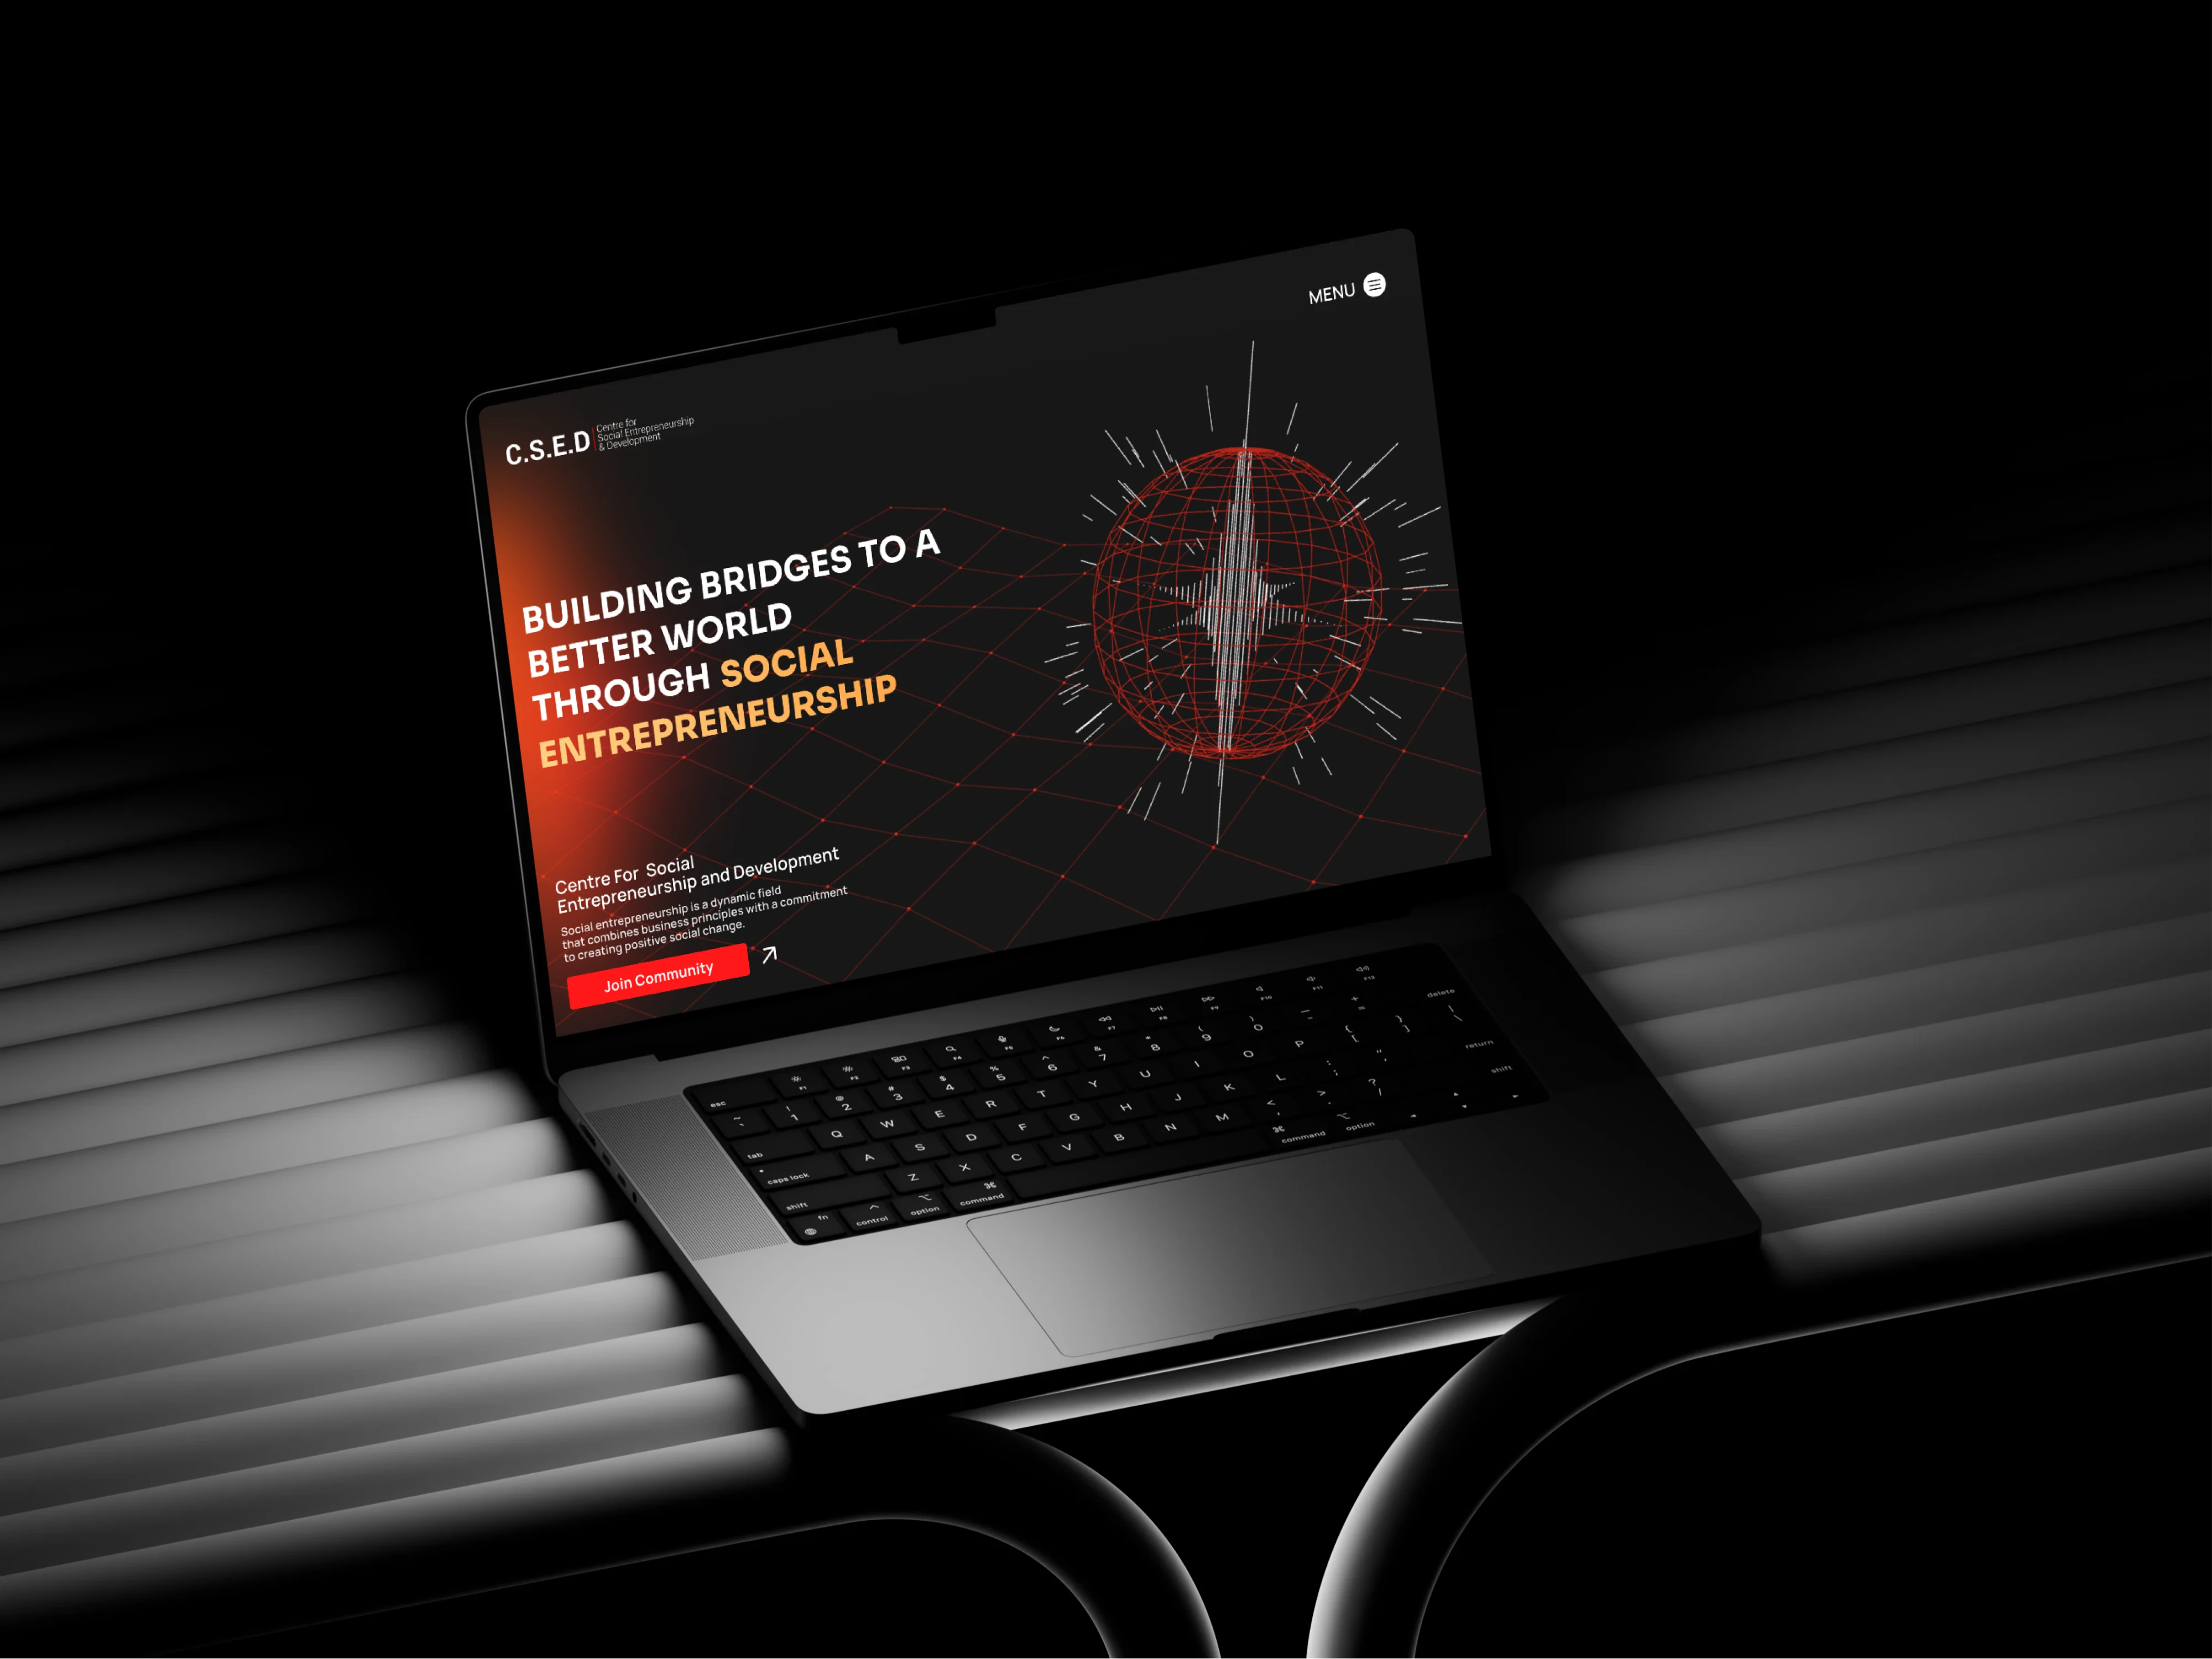 MENU
C.S.E.D
Centre for
Social Entrepreneurship
& Development
BUILDING BRIDGES TO A
BETTER WORLD
THROUGH SOCIAL
ENTREPRENEURSHIP
Centre For Social
Entrepreneurship and Development
Social entrepreneurship is a dynamic field
that combines business principles with a commitment
to creating positive social change.
Join Community
esc F1 F2 F3 F4 F5 F6 F7 F8 F9 F10 F11 F12
~ ` ! 1 @ 2 # 3 $ 4 % 5 ^ 6 & 7 * 8 ( 9 ) 0 — - + = delete
tab Q W E R T Y U I O P { [ } ] | \
caps lock A S D F G H J K L : ; " ' return
shift Z X C V B N M < , > . ? / shift
fn control option command command option